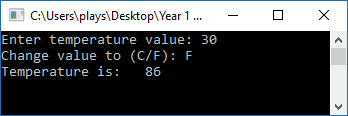 C:\Users\plays\Desktop\Year 1 ...
Enter temperature value: 30
Change value to (C/F): F
Temperature is:   86